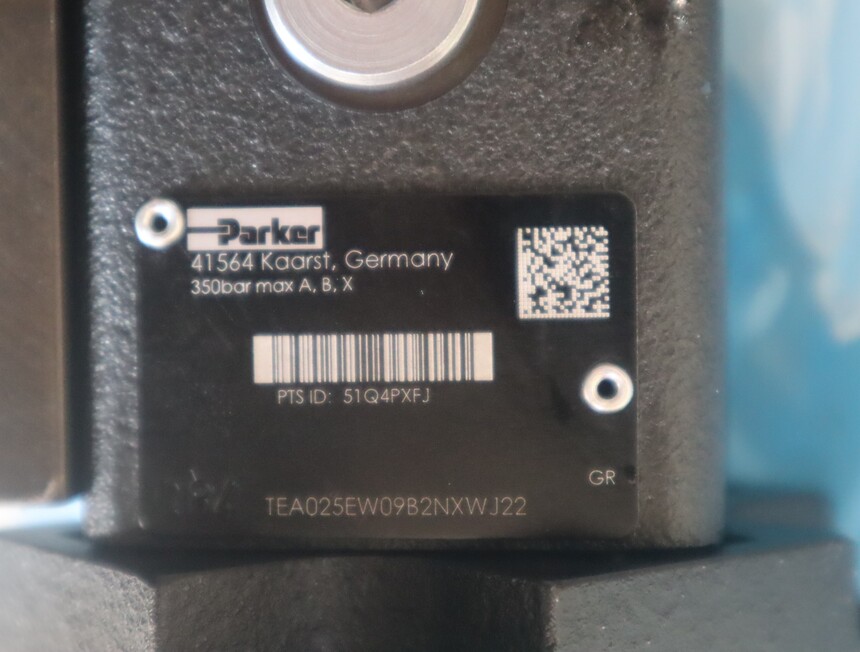 Parker
41564 Kaarst, Germany
350bar max A, B, X
PTS ID: 51Q4PXFJ
GR
TEA025EW09B2NXWJ22